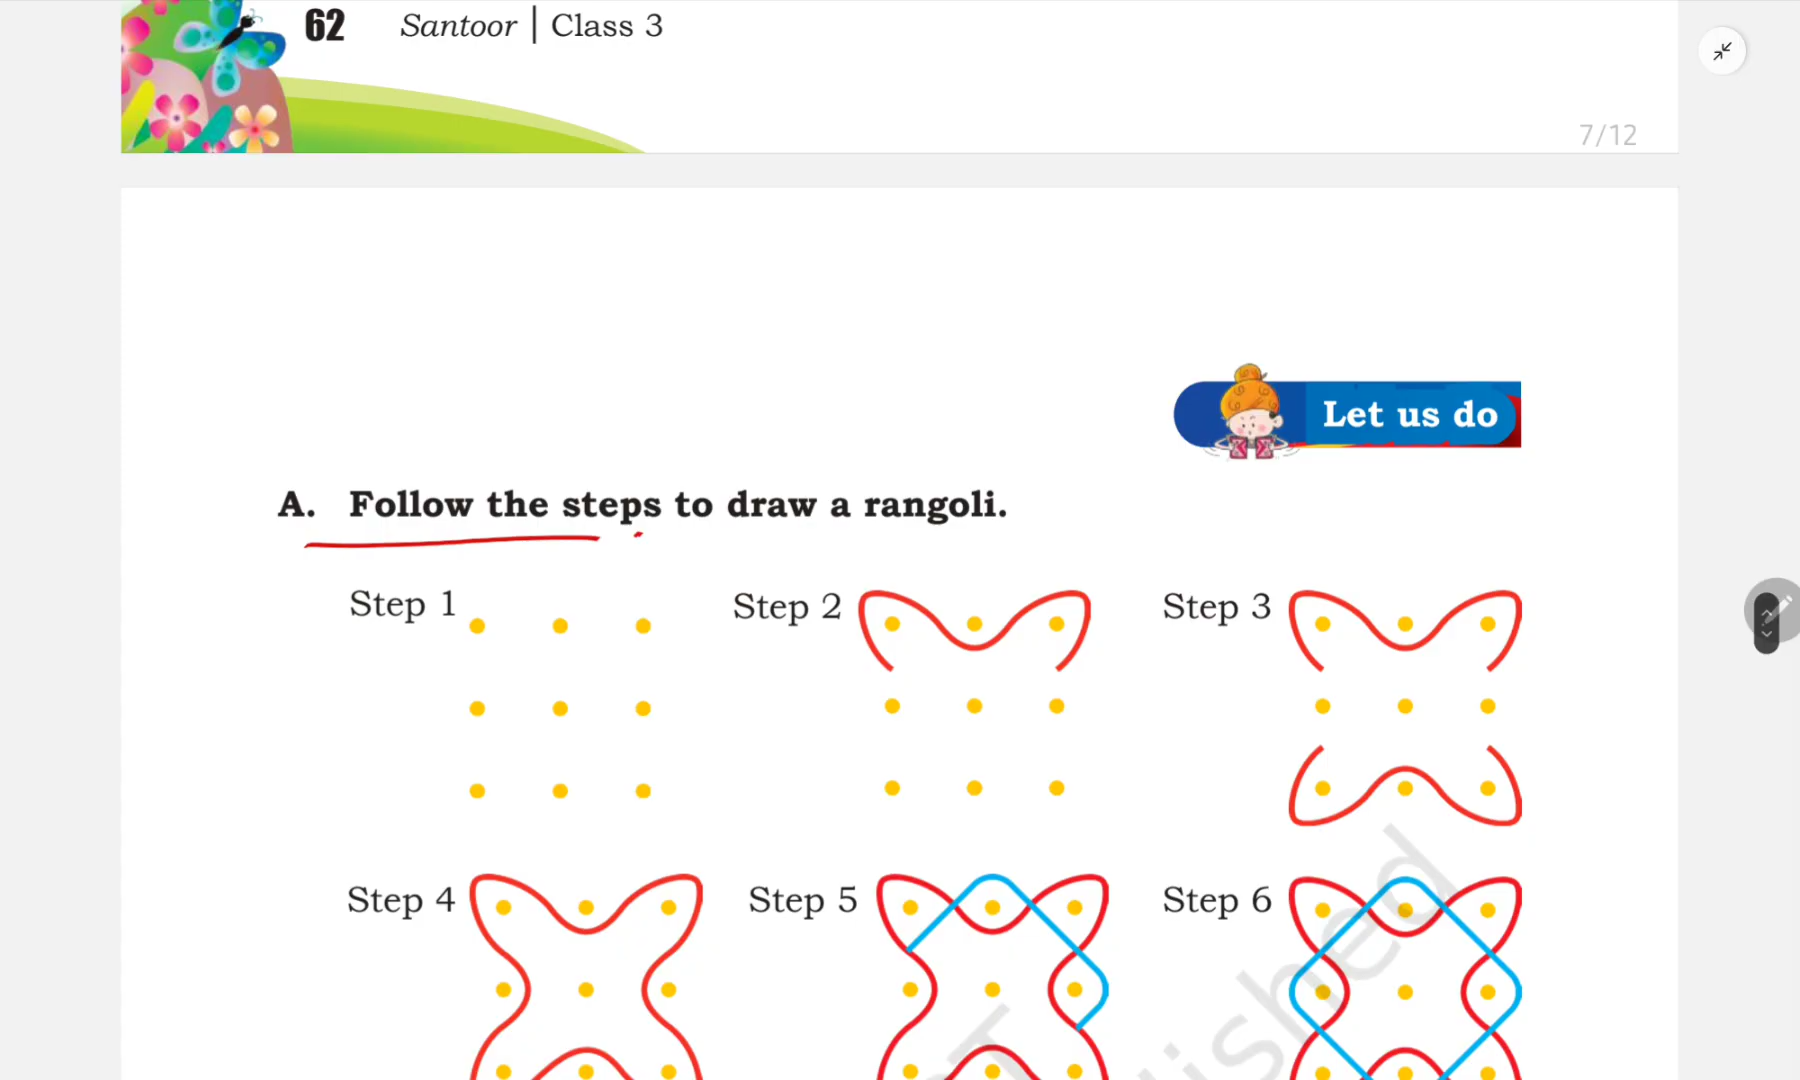 62 Santoor | Class 3
7/12
Let us do
A. Follow the steps to draw a rangoli.
Step 1
Step 2
Step 3
Step 4
Step 5
Step 6